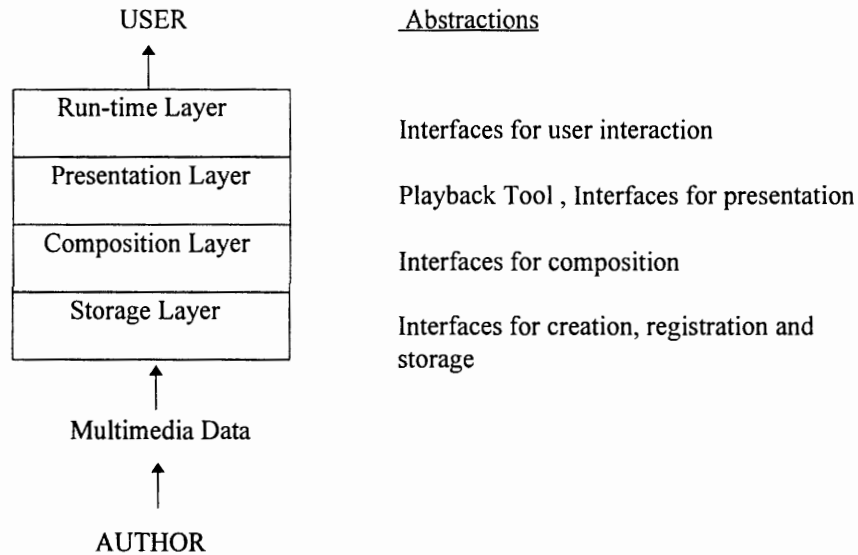 USER
Abstractions
Run-time Layer
Interfaces for user interaction
Presentation Layer
Playback Tool , Interfaces for presentation
Composition Layer
Interfaces for composition
Storage Layer
Interfaces for creation, registration and
storage
Multimedia Data
AUTHOR